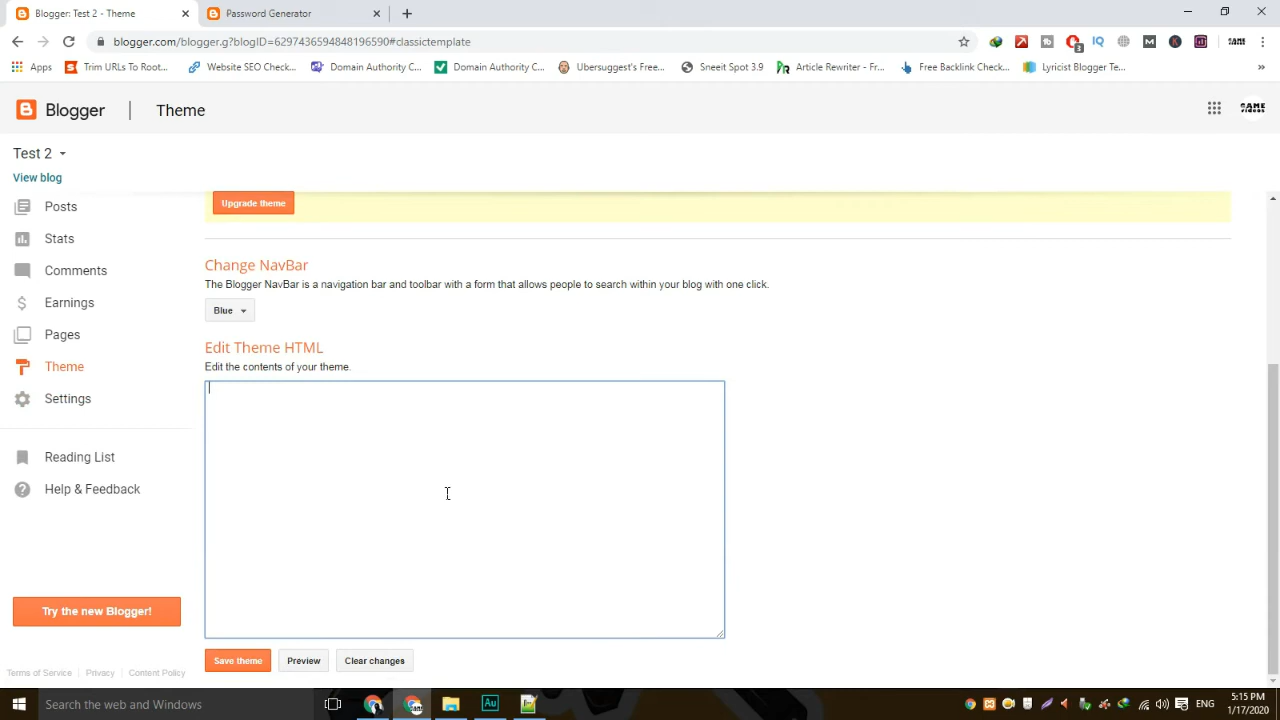 Blogger: Test 2 - Theme
Password Generator
blogger.com/blogger.g?blogID=6297436594848196590#classictemplate
Apps
Trim URLs To Root...
Website SEO Check...
Domain Authority C...
Domain Authority C...
Ubersuggest's Free...
Sneeit Spot 3.9
Article Rewriter - Fr...
Free Backlink Check...
Lyricist Blogger Te...
Blogger
Theme
GAME VIDEOS
Test 2
View blog
Posts
Stats
Comments
Earnings
Pages
Theme
Settings
Reading List
Help & Feedback
Try the new Blogger!
Terms of Service | Privacy | Content Policy
Upgrade theme
Change NavBar
The Blogger NavBar is a navigation bar and toolbar with a form that allows people to search within your blog with one click.
Blue
Edit Theme HTML
Edit the contents of your theme.
Save theme
Preview
Clear changes
Search the web and Windows
Au
ENG
5:15 PM
1/17/2020